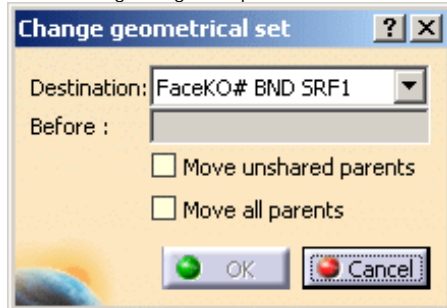 Change geometrical set ? X
Destination: FaceKO# BND SRF1
Before :
Move unshared parents
Move all parents
OK Cancel